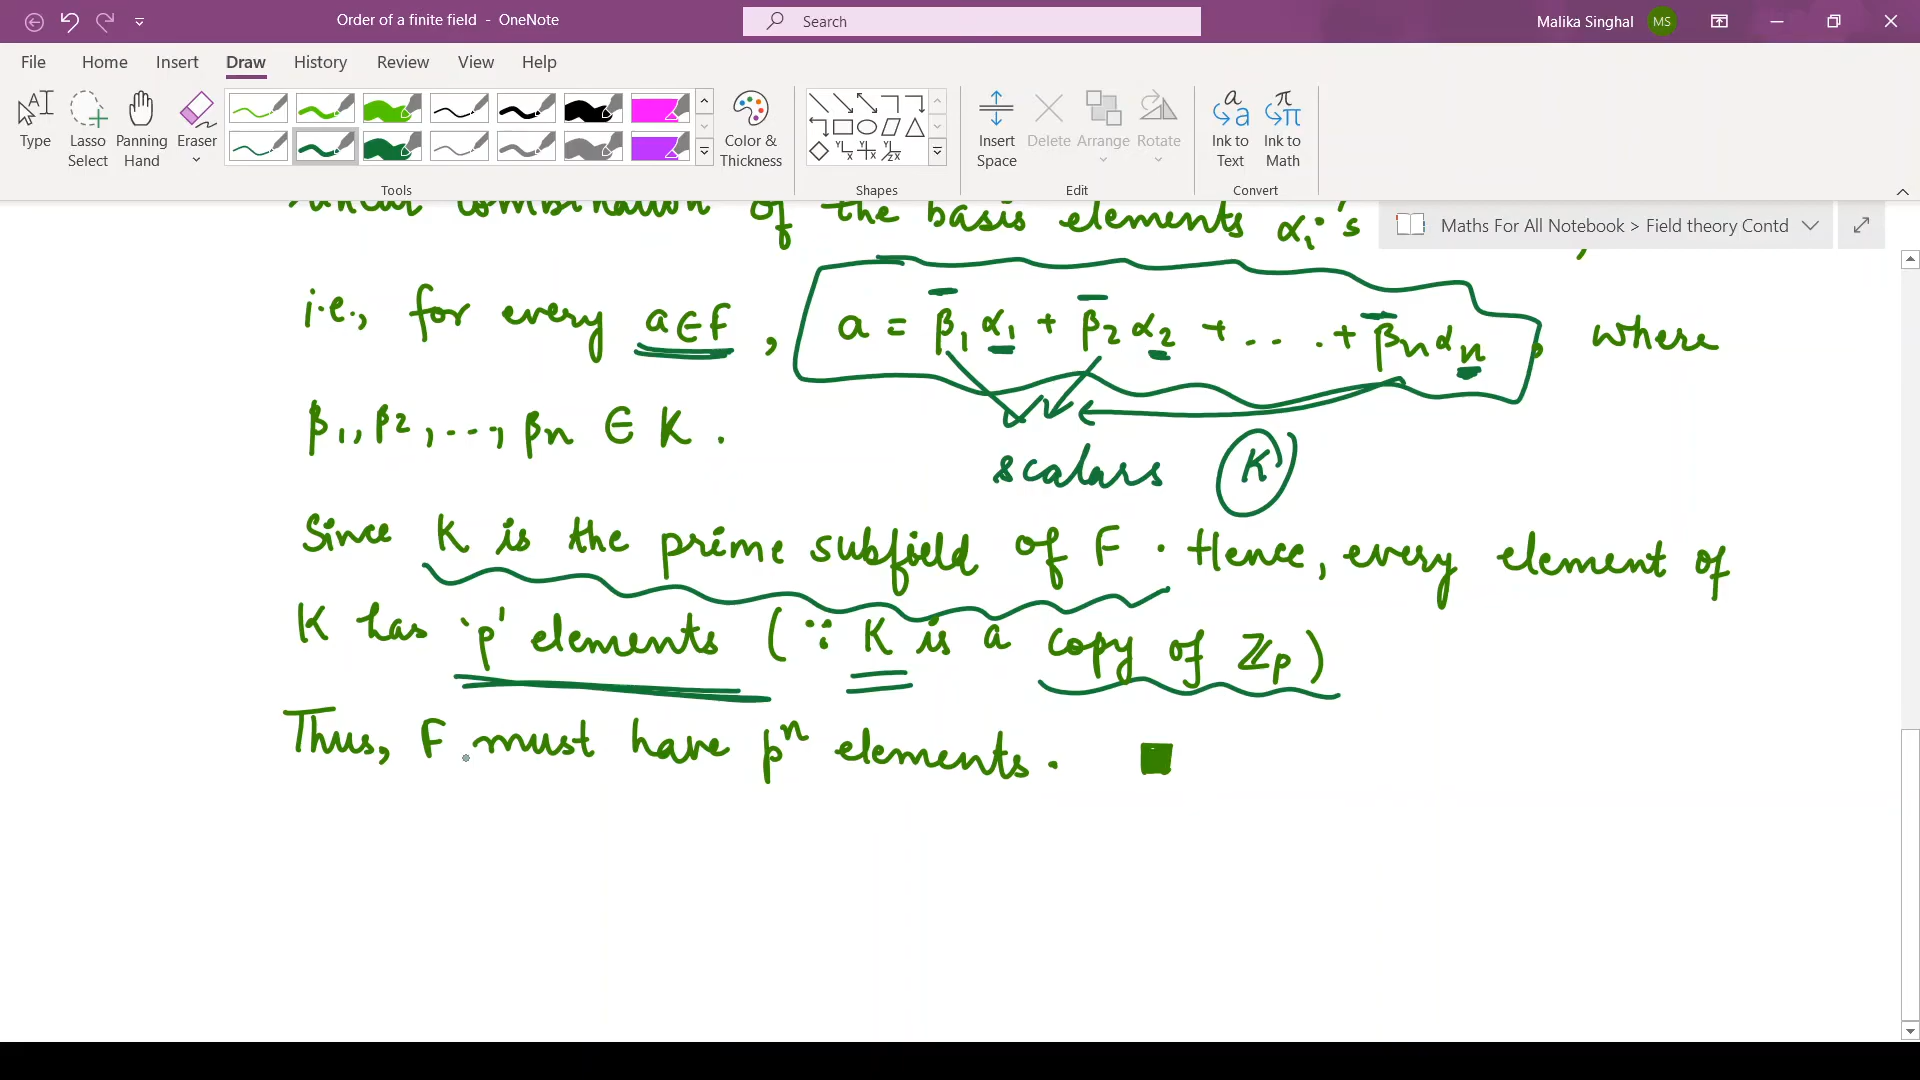 Order of a finite field - OneNote
Search
Malika Singhal MS
File Home Insert Draw History Review View Help
Type Lasso Select Panning Hand Eraser Color & Thickness Insert Space Delete Arrange Rotate Ink to Text Ink to Math
Tools Shapes Edit Convert
Maths For All Notebook > Field theory Contd
linear combination of the basis elements αᵢ's
i.e., for every a∈F, a = β₁α₁ + β₂α₂ + ... + βₙαₙ, where
β₁, β₂, ..., βₙ ∈ K.
scalars K
Since K is the prime subfield of F. Hence, every element of
K has 'p' elements (∵ K is a copy of ℤₚ)
Thus, F must have pⁿ elements. ■